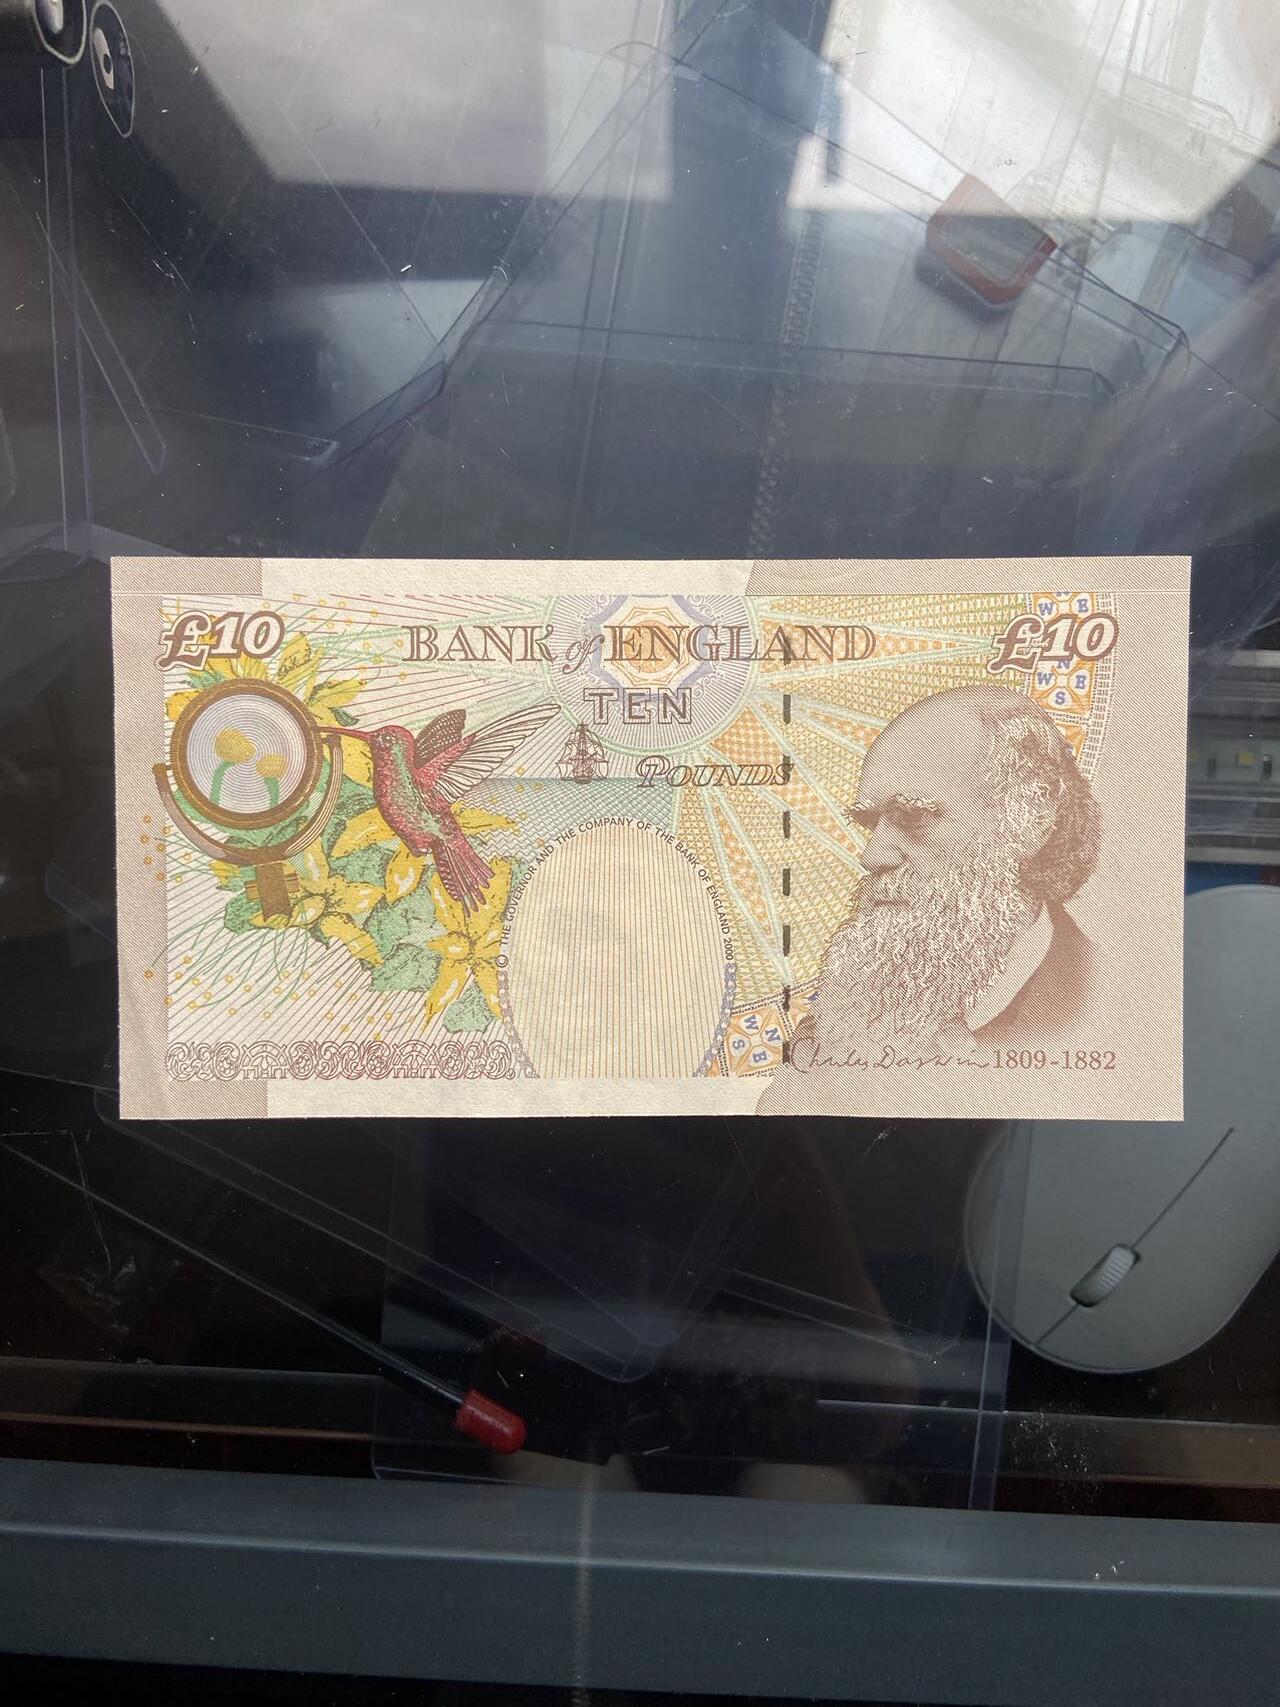 £10
BANK of ENGLAND
£10
TEN
POUNDS
© THE GOVERNOR AND THE COMPANY OF THE BANK OF ENGLAND 2000
N
W E
N
W E
S
W N
S E
Charles Darwin 1809-1882